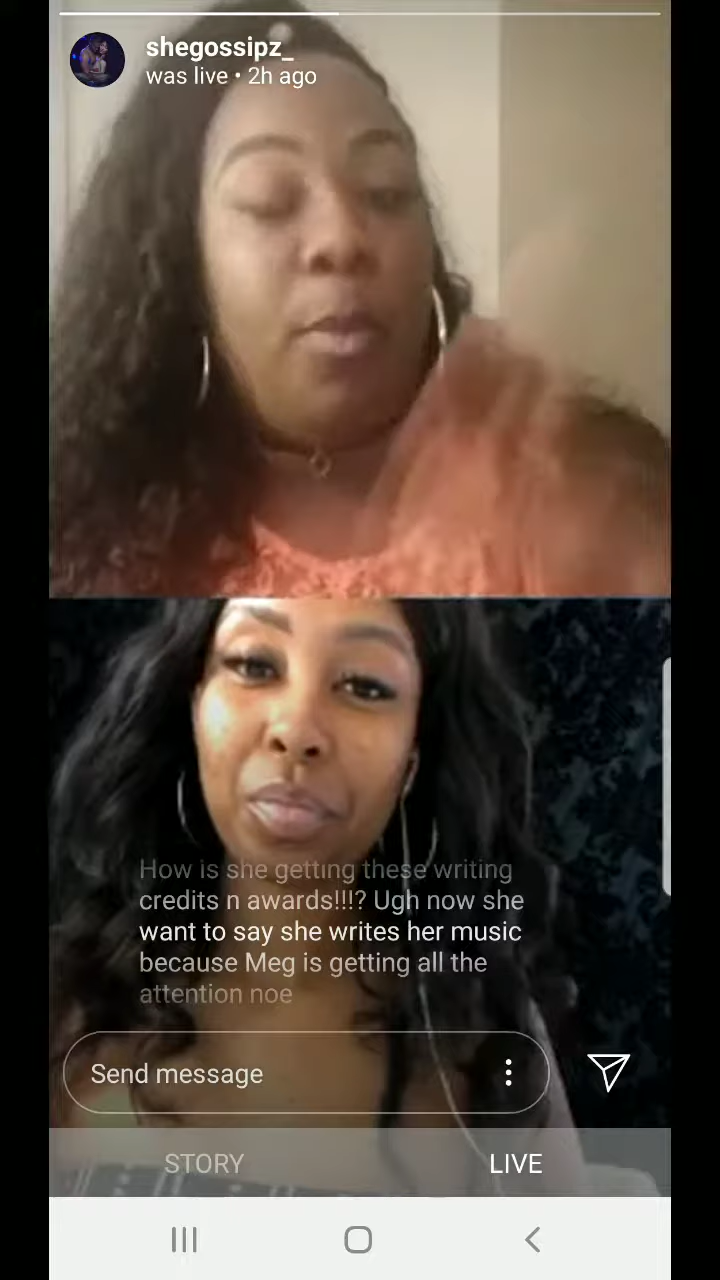 shegossipz_
was live • 2h ago
How is she getting these writing
credits n awards!!!? Ugh now she
want to say she writes her music
because Meg is getting all the
attention noe
Send message
STORY
LIVE